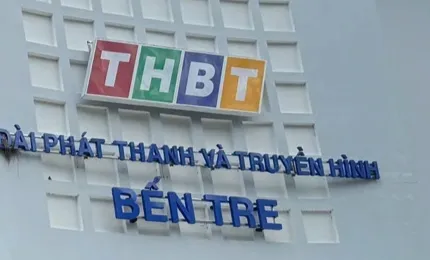 THBT
ĐÀI PHÁT THANH VÀ TRUYỀN HÌNH
BẾN TRE